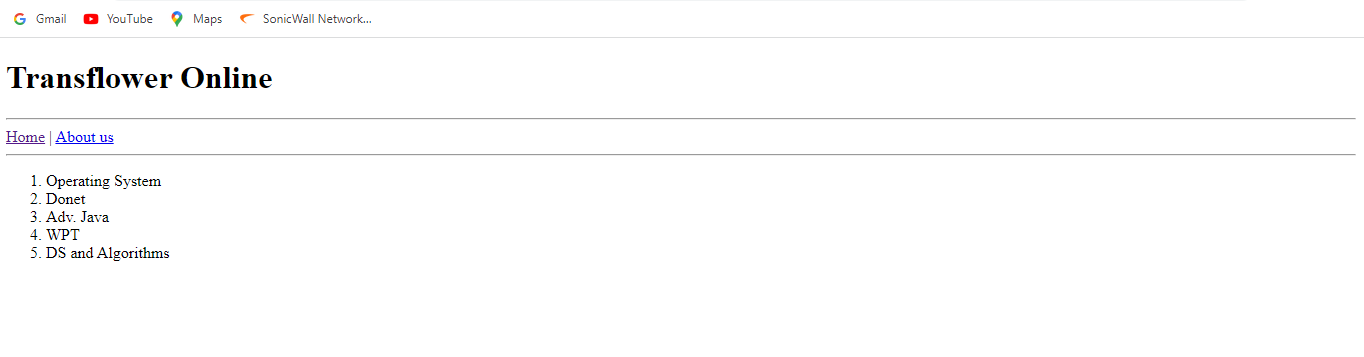 Gmail YouTube Maps SonicWall Network...
Transflower Online
Home | About us
1. Operating System
2. Donet
3. Adv. Java
4. WPT
5. DS and Algorithms